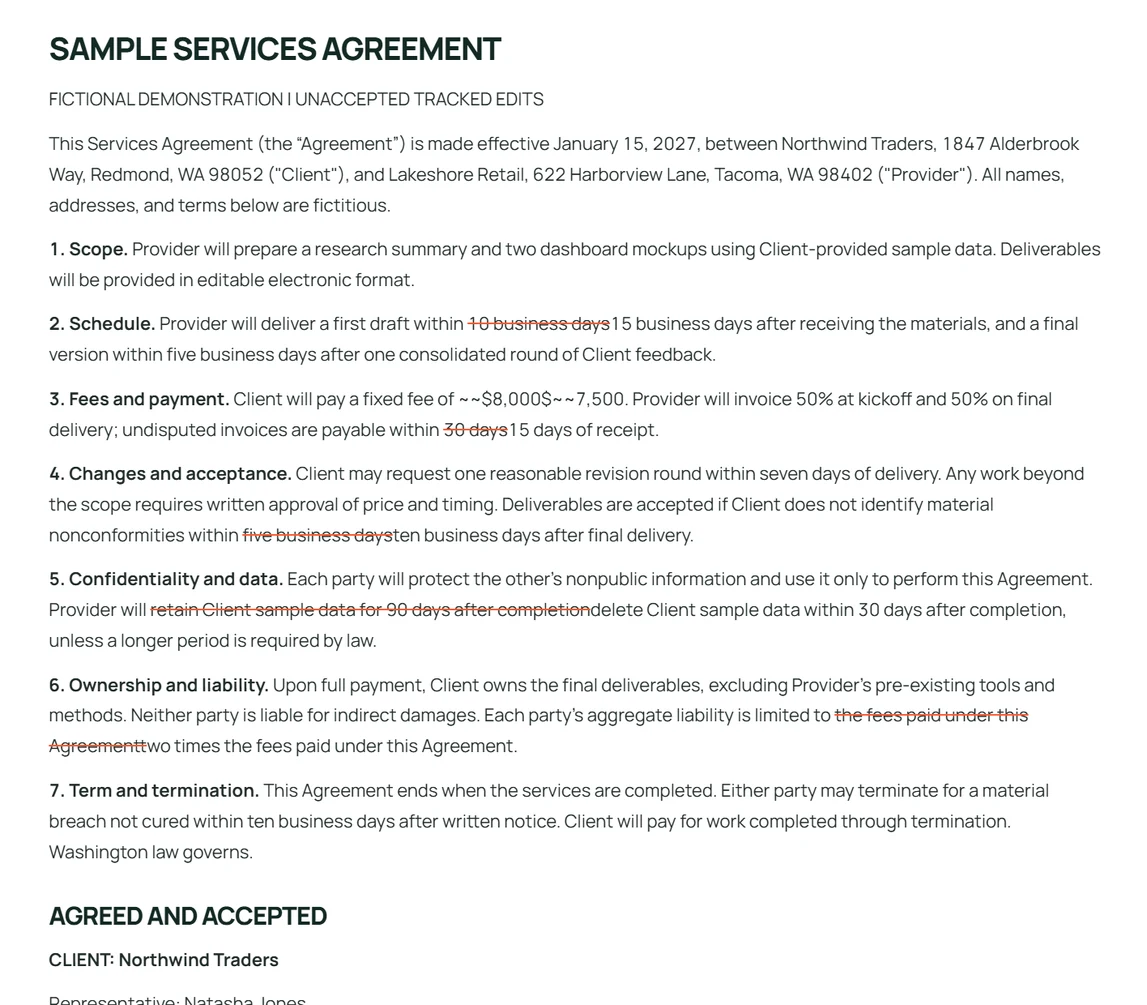 SAMPLE SERVICES AGREEMENT
FICTIONAL DEMONSTRATION | UNACCEPTED TRACKED EDITS
This Services Agreement (the “Agreement”) is made effective January 15, 2027, between Northwind Traders, 1847 Alderbrook
Way, Redmond, WA 98052 ("Client"), and Lakeshore Retail, 622 Harborview Lane, Tacoma, WA 98402 ("Provider"). All names,
addresses, and terms below are fictitious.
1. Scope. Provider will prepare a research summary and two dashboard mockups using Client-provided sample data. Deliverables
will be provided in editable electronic format.
2. Schedule. Provider will deliver a first draft within 10 business days15 business days after receiving the materials, and a final
version within five business days after one consolidated round of Client feedback.
3. Fees and payment. Client will pay a fixed fee of ~~$8,000$~~7,500. Provider will invoice 50% at kickoff and 50% on final
delivery; undisputed invoices are payable within 30 days15 days of receipt.
4. Changes and acceptance. Client may request one reasonable revision round within seven days of delivery. Any work beyond
the scope requires written approval of price and timing. Deliverables are accepted if Client does not identify material
nonconformities within five business daysten business days after final delivery.
5. Confidentiality and data. Each party will protect the other’s nonpublic information and use it only to perform this Agreement.
Provider will retain Client sample data for 90 days after completiondelete Client sample data within 30 days after completion,
unless a longer period is required by law.
6. Ownership and liability. Upon full payment, Client owns the final deliverables, excluding Provider’s pre-existing tools and
methods. Neither party is liable for indirect damages. Each party’s aggregate liability is limited to the fees paid under this
Agreementtwo times the fees paid under this Agreement.
7. Term and termination. This Agreement ends when the services are completed. Either party may terminate for a material
breach not cured within ten business days after written notice. Client will pay for work completed through termination.
Washington law governs.
AGREED AND ACCEPTED
CLIENT: Northwind Traders
Representative: Natasha Jones